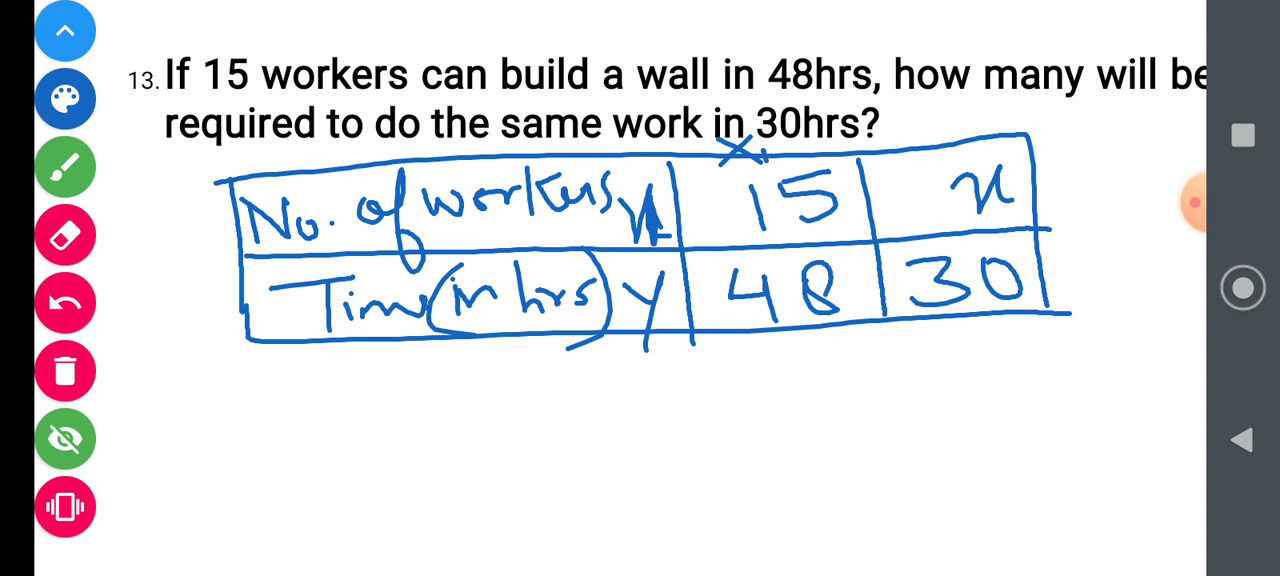 13. If 15 workers can build a wall in 48hrs, how many will be
required to do the same work in 30hrs?
No. of workers x 15 x
Time (in hrs) y 48 30